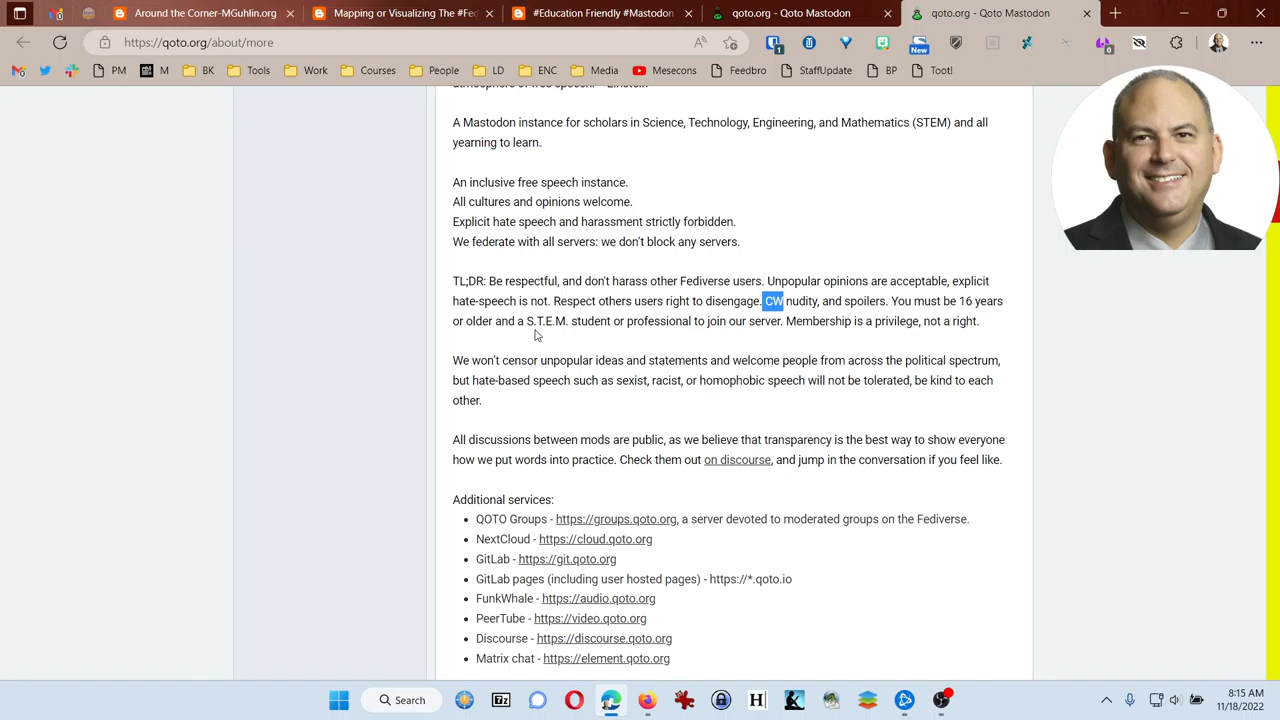 Around the Corner-MGuhlin.org
Mapping or Visualizing The #Fed
#Education Friendly #Mastodon
qoto.org - Qoto Mastodon
qoto.org - Qoto Mastodon
https://qoto.org/about/more
1
New
0
PM
M
BK
Tools
Work
Courses
People
LD
ENC
Media
Mesecons
Feedbro
StaffUpdate
BP
Tootl
A Mastodon instance for scholars in Science, Technology, Engineering, and Mathematics (STEM) and all
yearning to learn.
An inclusive free speech instance.
All cultures and opinions welcome.
Explicit hate speech and harassment strictly forbidden.
We federate with all servers: we don't block any servers.
TL;DR: Be respectful, and don't harass other Fediverse users. Unpopular opinions are acceptable, explicit
hate-speech is not. Respect others users right to disengage. CW nudity, and spoilers. You must be 16 years
or older and a S.T.E.M. student or professional to join our server. Membership is a privilege, not a right.
We won't censor unpopular ideas and statements and welcome people from across the political spectrum,
but hate-based speech such as sexist, racist, or homophobic speech will not be tolerated, be kind to each
other.
All discussions between mods are public, as we believe that transparency is the best way to show everyone
how we put words into practice. Check them out on discourse, and jump in the conversation if you feel like.
Additional services:
QOTO Groups - https://groups.qoto.org, a server devoted to moderated groups on the Fediverse.
NextCloud - https://cloud.qoto.org
GitLab - https://git.qoto.org
GitLab pages (including user hosted pages) - https://*.qoto.io
FunkWhale - https://audio.qoto.org
PeerTube - https://video.qoto.org
Discourse - https://discourse.qoto.org
Matrix chat - https://element.qoto.org
Search
7z
H
8:15 AM
11/18/2022